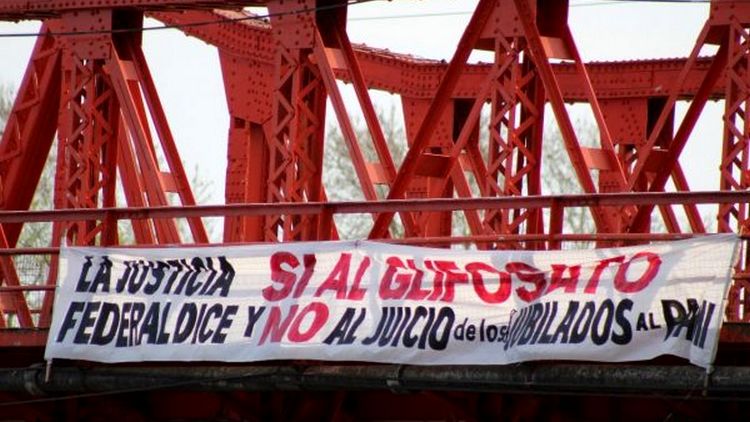 LA JUSTICIA SI AL GLIFOSATO
FEDERAL DICE Y NO AL JUICIO de los JUBILADOS AL PAMI